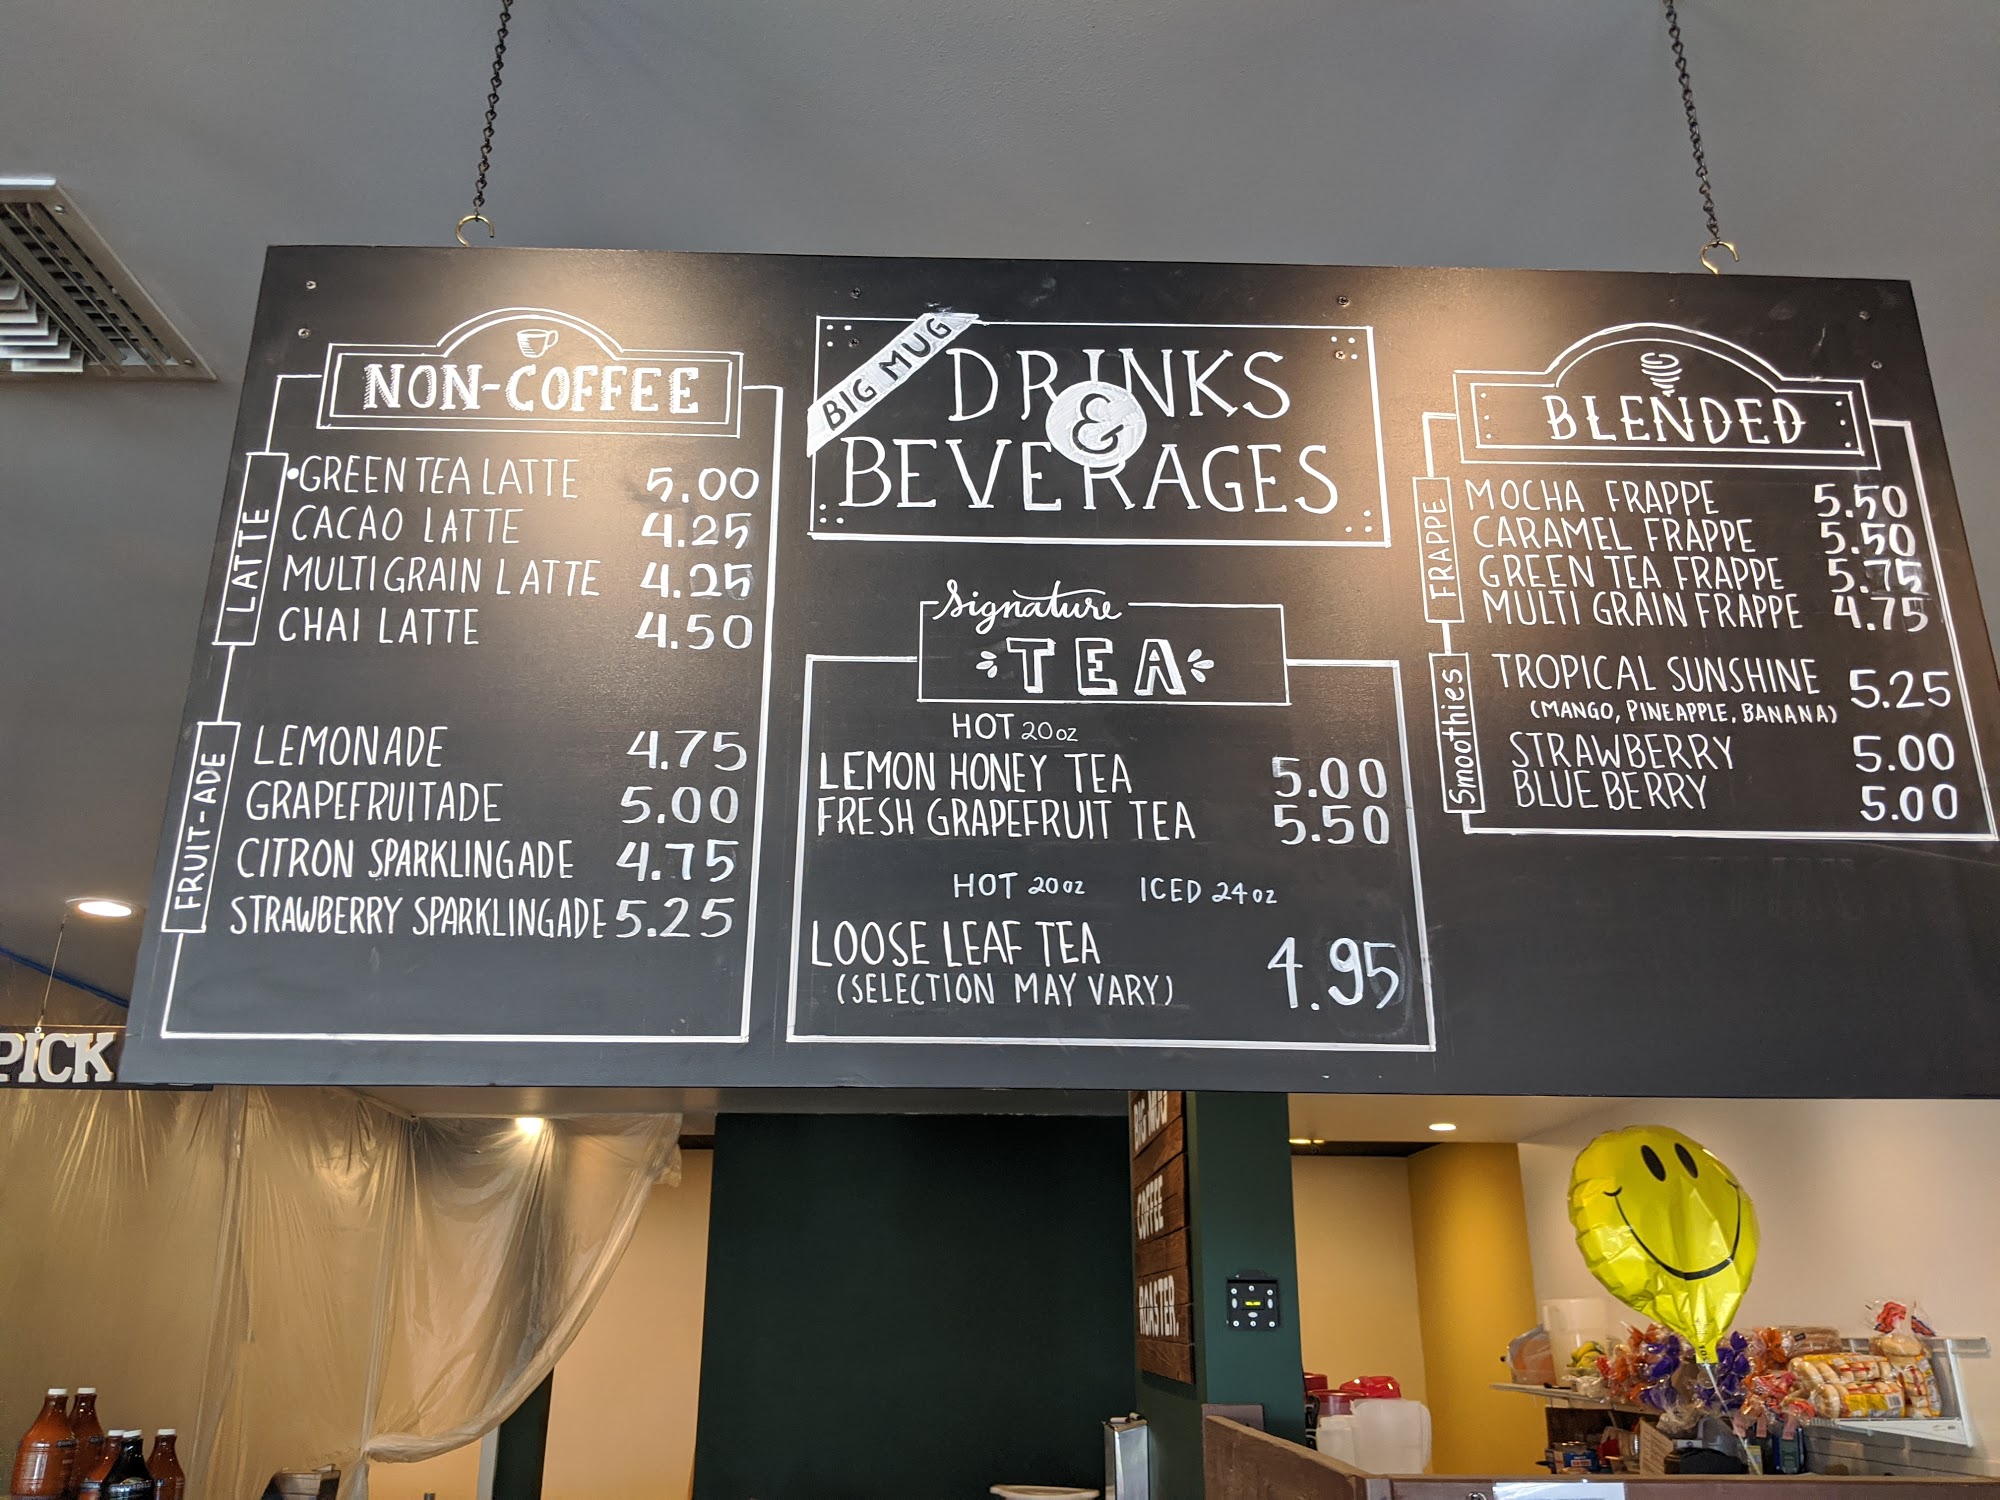 NON-COFFEE
LATTE
•GREEN TEA LATTE 5.00
CACAO LATTE 4.25
MULTIGRAIN LATTE 4.25
CHAI LATTE 4.50
FRUIT-ADE
LEMONADE 4.75
GRAPEFRUITADE 5.00
CITRON SPARKLINGADE 4.75
STRAWBERRY SPARKLINGADE 5.25
BIG MUG
DRINKS
&
BEVERAGES
Signature
TEA
HOT 20oz
LEMON HONEY TEA 5.00
FRESH GRAPEFRUIT TEA 5.50
HOT 20oz ICED 24oz
LOOSE LEAF TEA 4.95
(SELECTION MAY VARY)
BLENDED
FRAPPE
MOCHA FRAPPE 5.50
CARAMEL FRAPPE 5.50
GREEN TEA FRAPPE 5.75
MULTI GRAIN FRAPPE 4.75
Smoothies
TROPICAL SUNSHINE 5.25
(MANGO, PINEAPPLE, BANANA)
STRAWBERRY 5.00
BLUEBERRY 5.00
PICK
BIG MUG
COFFEE
ROASTER.